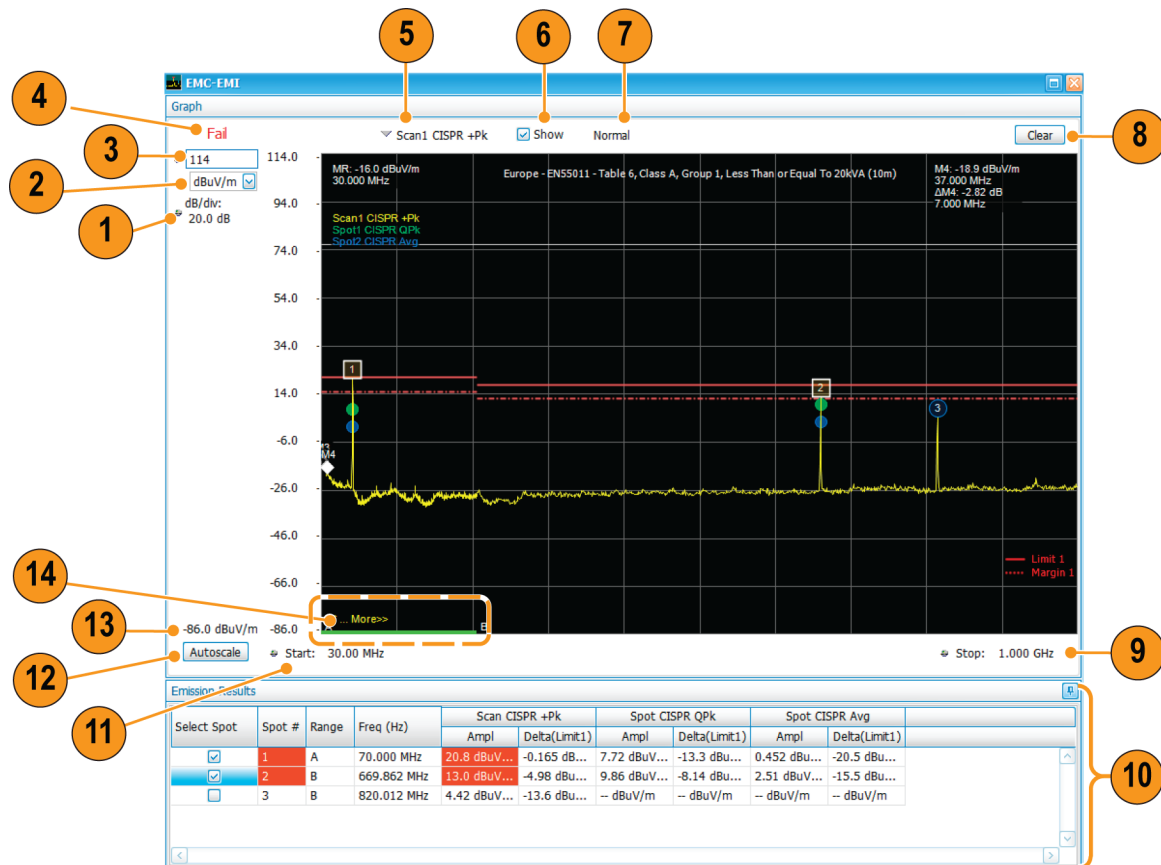 5
6
7
EMC-EMI
4
Graph
Fail
Scan1 CISPR +Pk
Show
Normal
Clear
8
3
114
114.0
MR: -16.0 dBuV/m
30.000 MHz
Europe - EN55011 - Table 6, Class A, Group 1, Less Than or Equal To 20kVA (10m)
M4: -18.9 dBuV/m
37.000 MHz
ΔM4: -2.82 dB
7.000 MHz
2
dBuV/m
1
dB/div:
20.0 dB
94.0
Scan1 CISPR +Pk
Spot1 CISPR QPk
Spot2 CISPR Avg
74.0
54.0
34.0
1
14.0
2
3
-6.0
M4
-26.0
-46.0
Limit 1
Margin 1
-66.0
14
... More>>
B
13
-86.0 dBuV/m
-86.0
12
Autoscale
Start: 30.00 MHz
Stop: 1.000 GHz
9
11
Emission Results
Select Spot Spot # Range Freq (Hz) Scan CISPR +Pk Spot CISPR QPk Spot CISPR Avg
Ampl Delta(Limit1) Ampl Delta(Limit1) Ampl Delta(Limit1)
1 A 70.000 MHz 20.8 dBuV... -0.165 dB... 7.72 dBuV... -13.3 dBu... 0.452 dBu... -20.5 dBu...
2 B 669.862 MHz 13.0 dBuV... -4.98 dBu... 9.86 dBuV... -8.14 dBu... 2.51 dBuV... -15.5 dBu...
3 B 820.012 MHz 4.42 dBuV... -13.6 dBu... -- dBuV/m -- dBuV/m -- dBuV/m -- dBuV/m
10